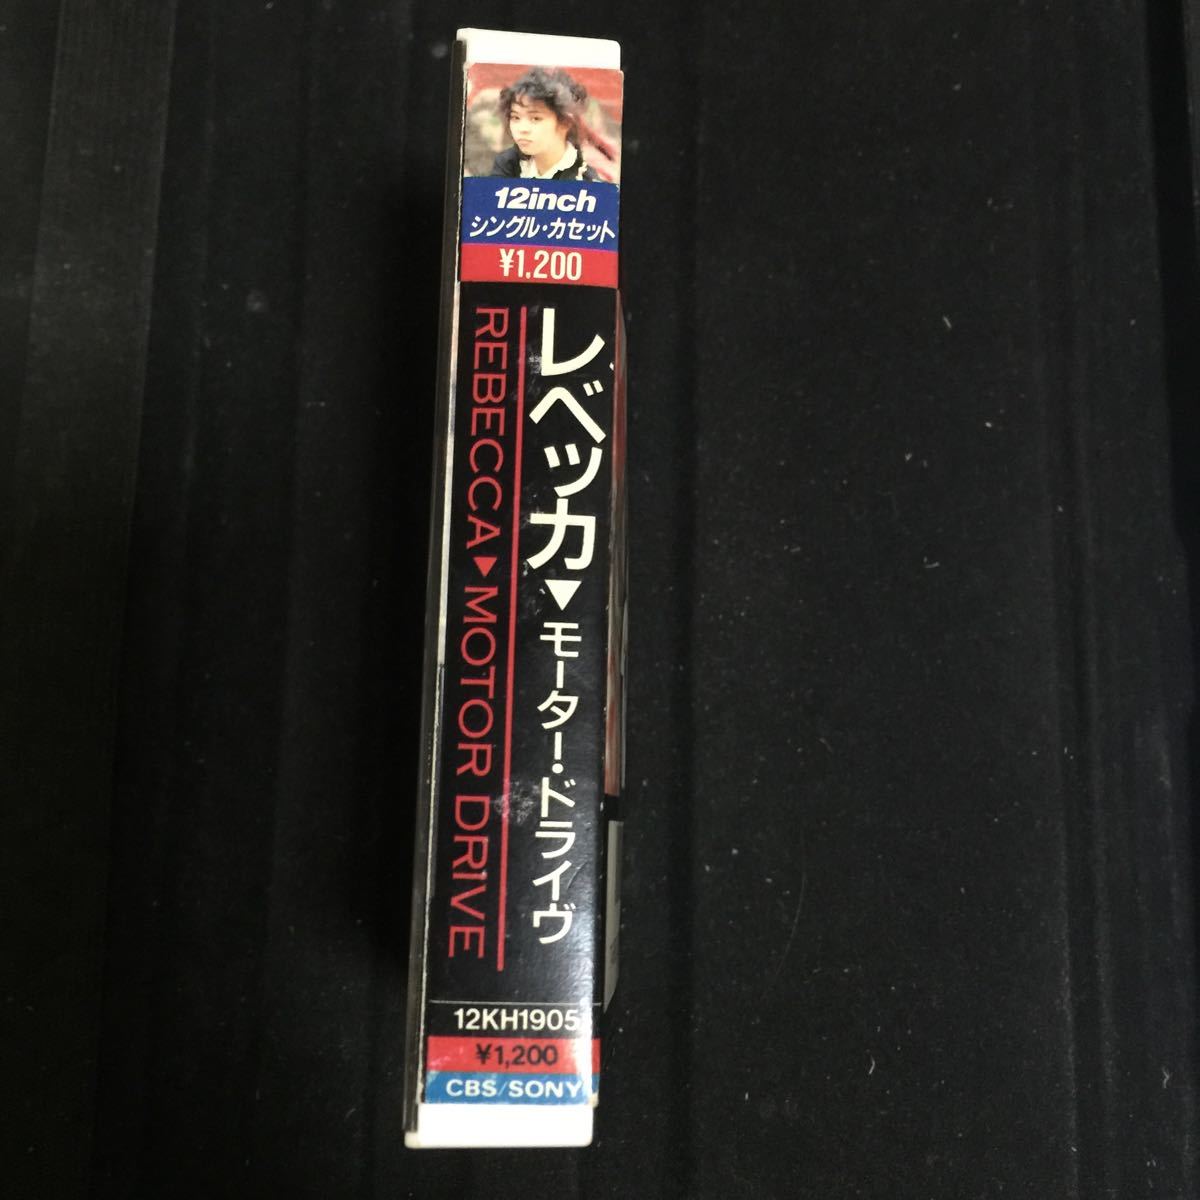 12inch
シングル・カセット
¥1,200
レベッカ▼モーター・ドライヴ
REBECCA▶MOTOR DRIVE
12KH1905
¥1,200
CBS/SONY